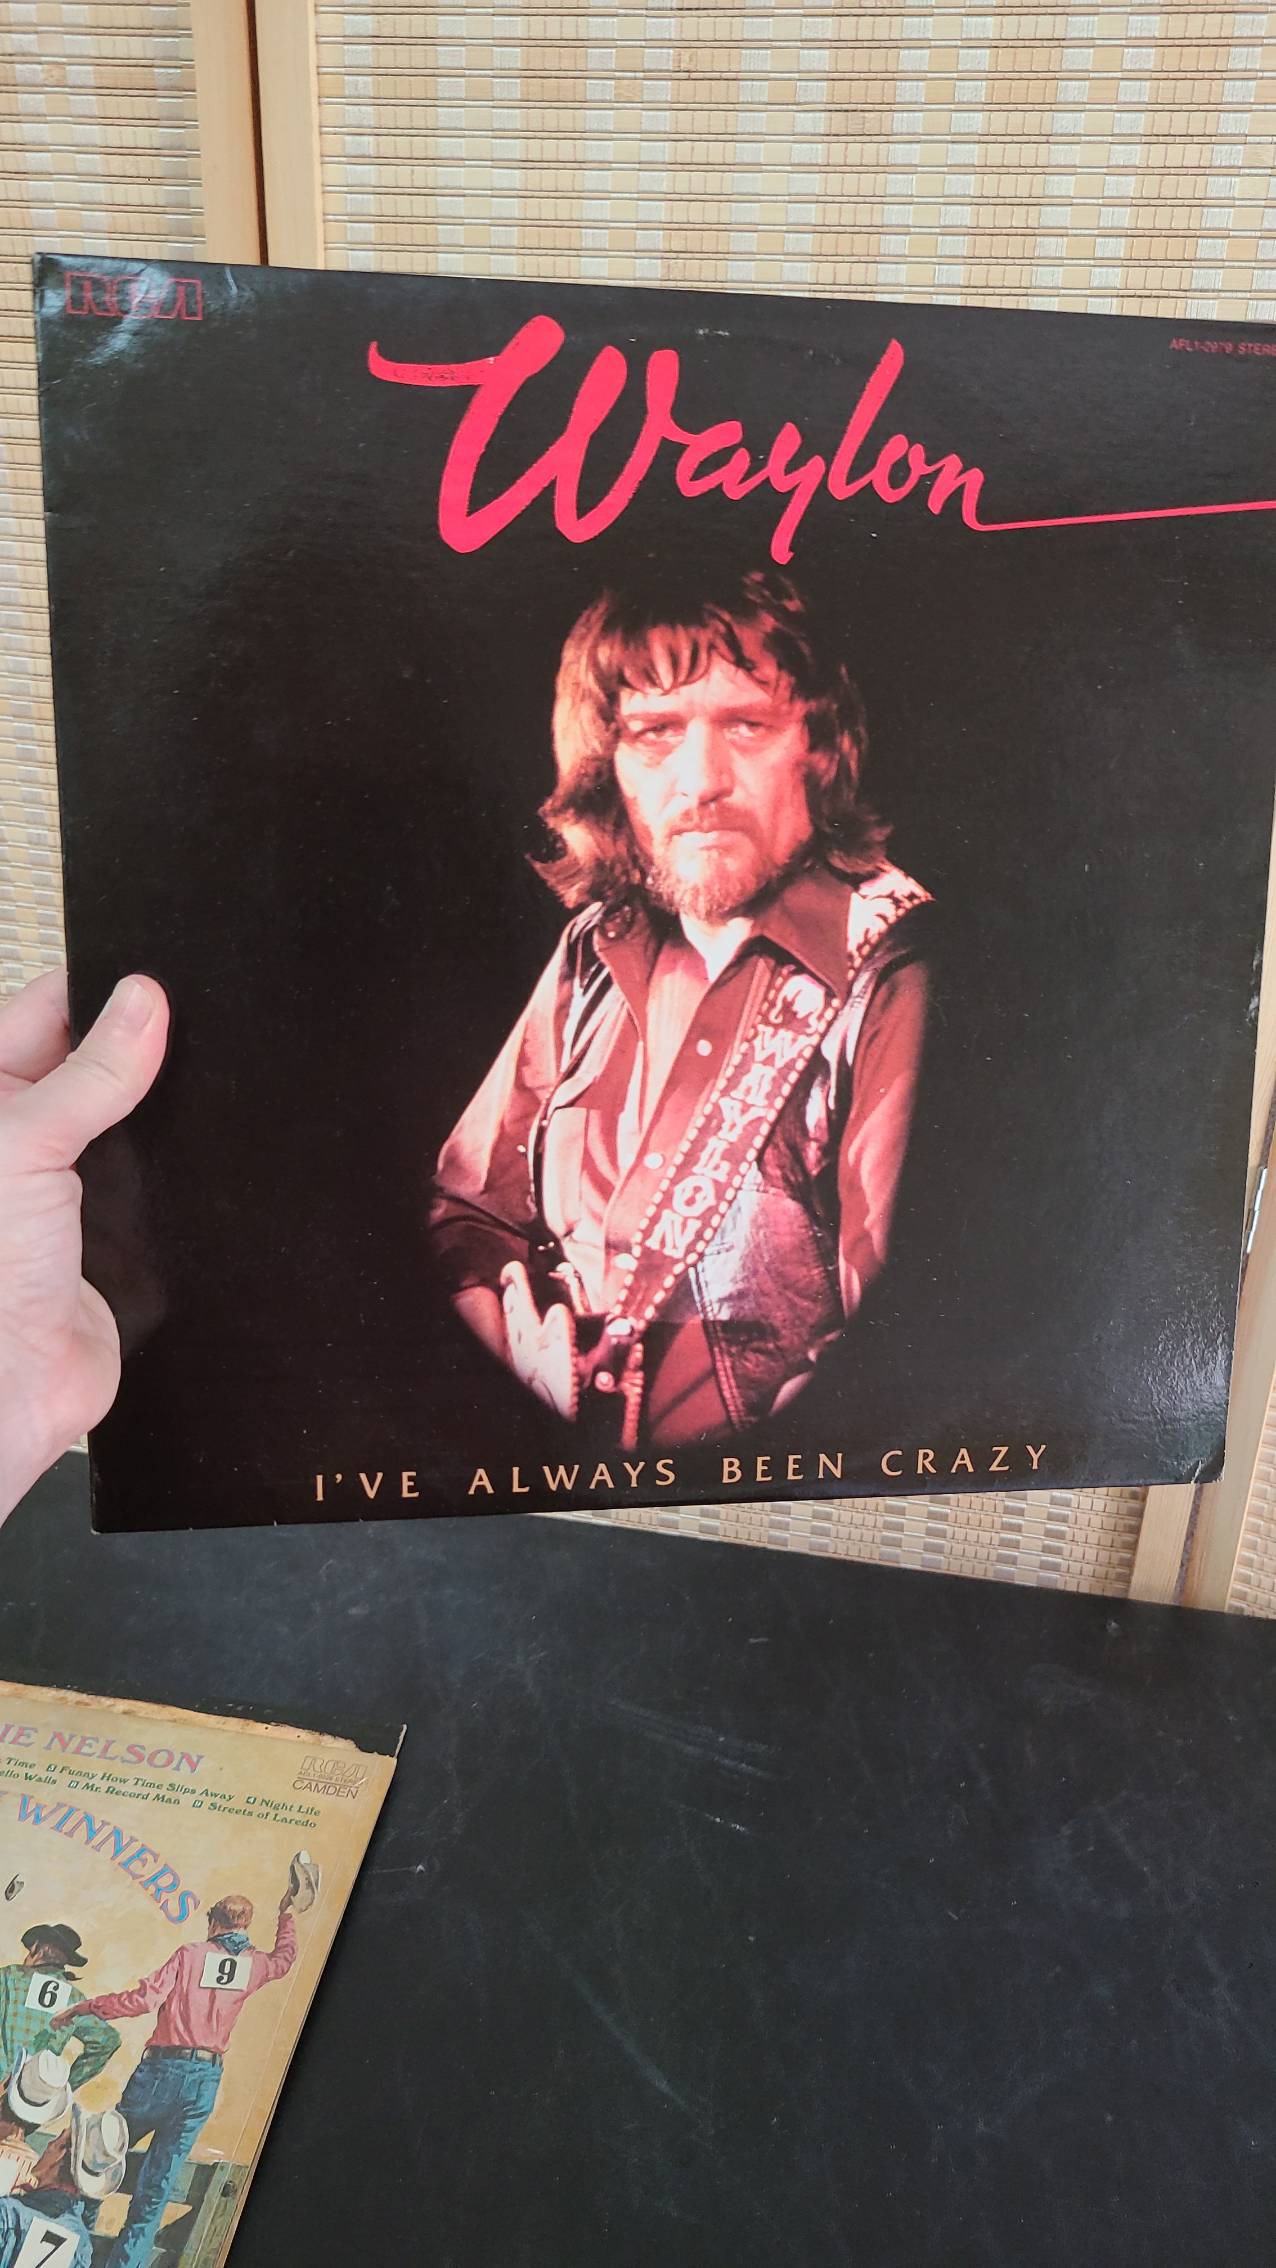 RCA
AFL1-2979 STERE
Waylon
WAYLON
I'VE ALWAYS BEEN CRAZY
IE NELSON
Time Funny How Time Slips Away Night Life
ello Walls Mr. Record Man Streets of Laredo
RCA
CAMDEN
WINNERS
6
9
7